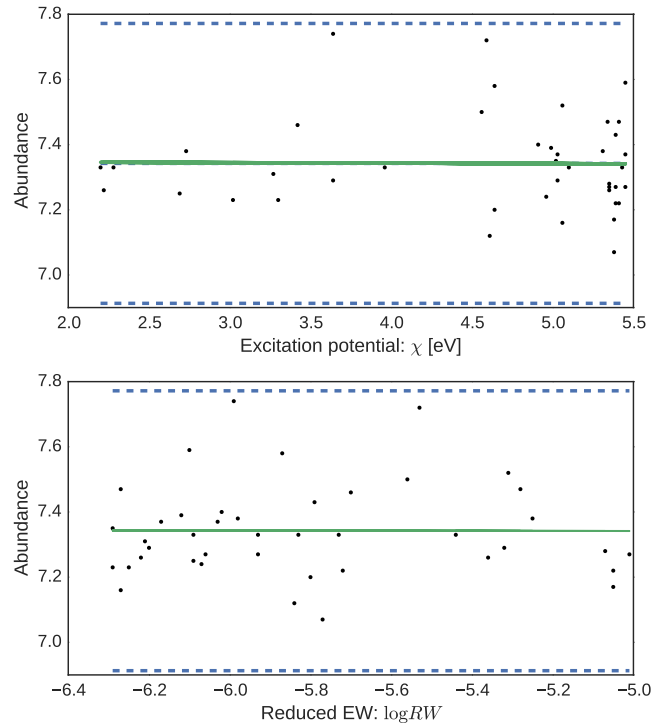 7.8
7.6
7.4
7.2
7.0
Abundance
2.0 2.5 3.0 3.5 4.0 4.5 5.0 5.5
Excitation potential: χ [eV]
7.8
7.6
7.4
7.2
7.0
Abundance
−6.4 −6.2 −6.0 −5.8 −5.6 −5.4 −5.2 −5.0
Reduced EW: log RW